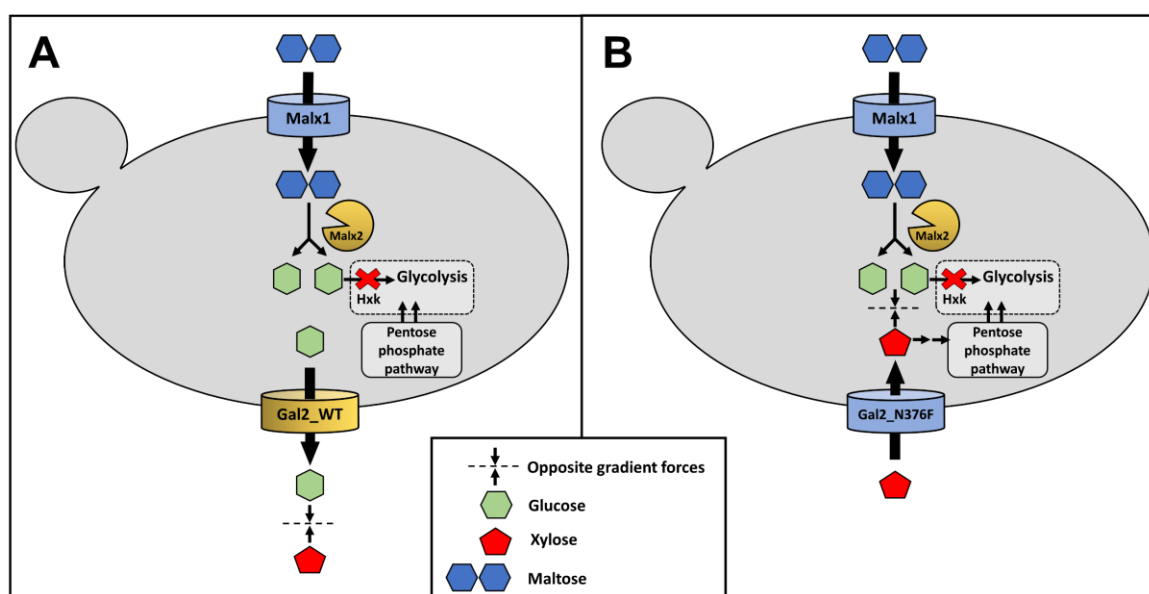 A
Malx1
Malx2
Glycolysis
Hxk
Pentose
phosphate
pathway
Gal2_WT
B
Malx1
Malx2
Glycolysis
Hxk
Pentose
phosphate
pathway
Gal2_N376F
Opposite gradient forces
Glucose
Xylose
Maltose